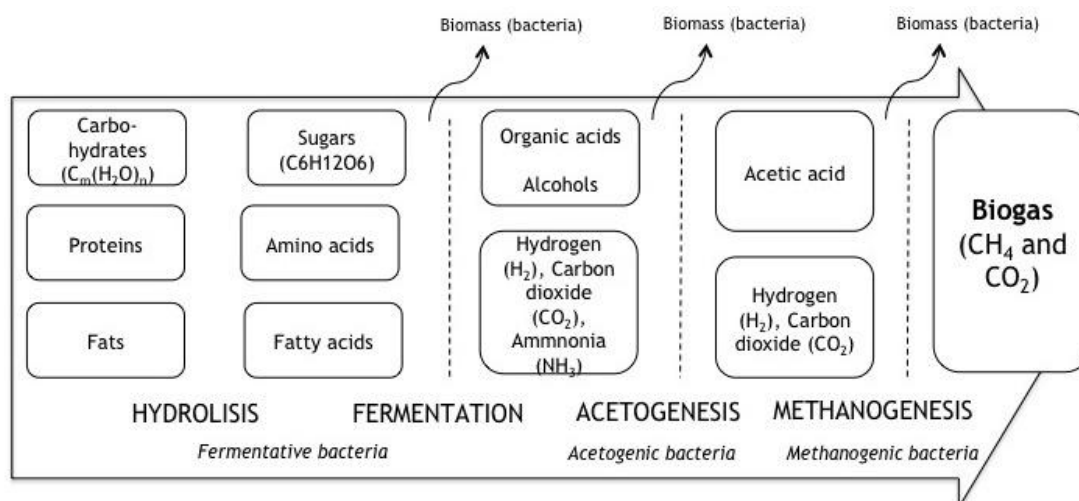 Biomass (bacteria)
Biomass (bacteria)
Biomass (bacteria)
Carbo-
hydrates
(CₘH₂O)ₙ)
Sugars
(C6H12O6)
Organic acids
Alcohols
Acetic acid
Biogas
(CH₄ and
CO₂)
Proteins
Amino acids
Hydrogen
(H₂), Carbon
dioxide
(CO₂),
Ammnonia
(NH₃)
Hydrogen
(H₂), Carbon
dioxide (CO₂)
Fats
Fatty acids
HYDROLISIS
FERMENTATION
ACETOGENESIS
METHANOGENESIS
Fermentative bacteria
Acetogenic bacteria
Methanogenic bacteria